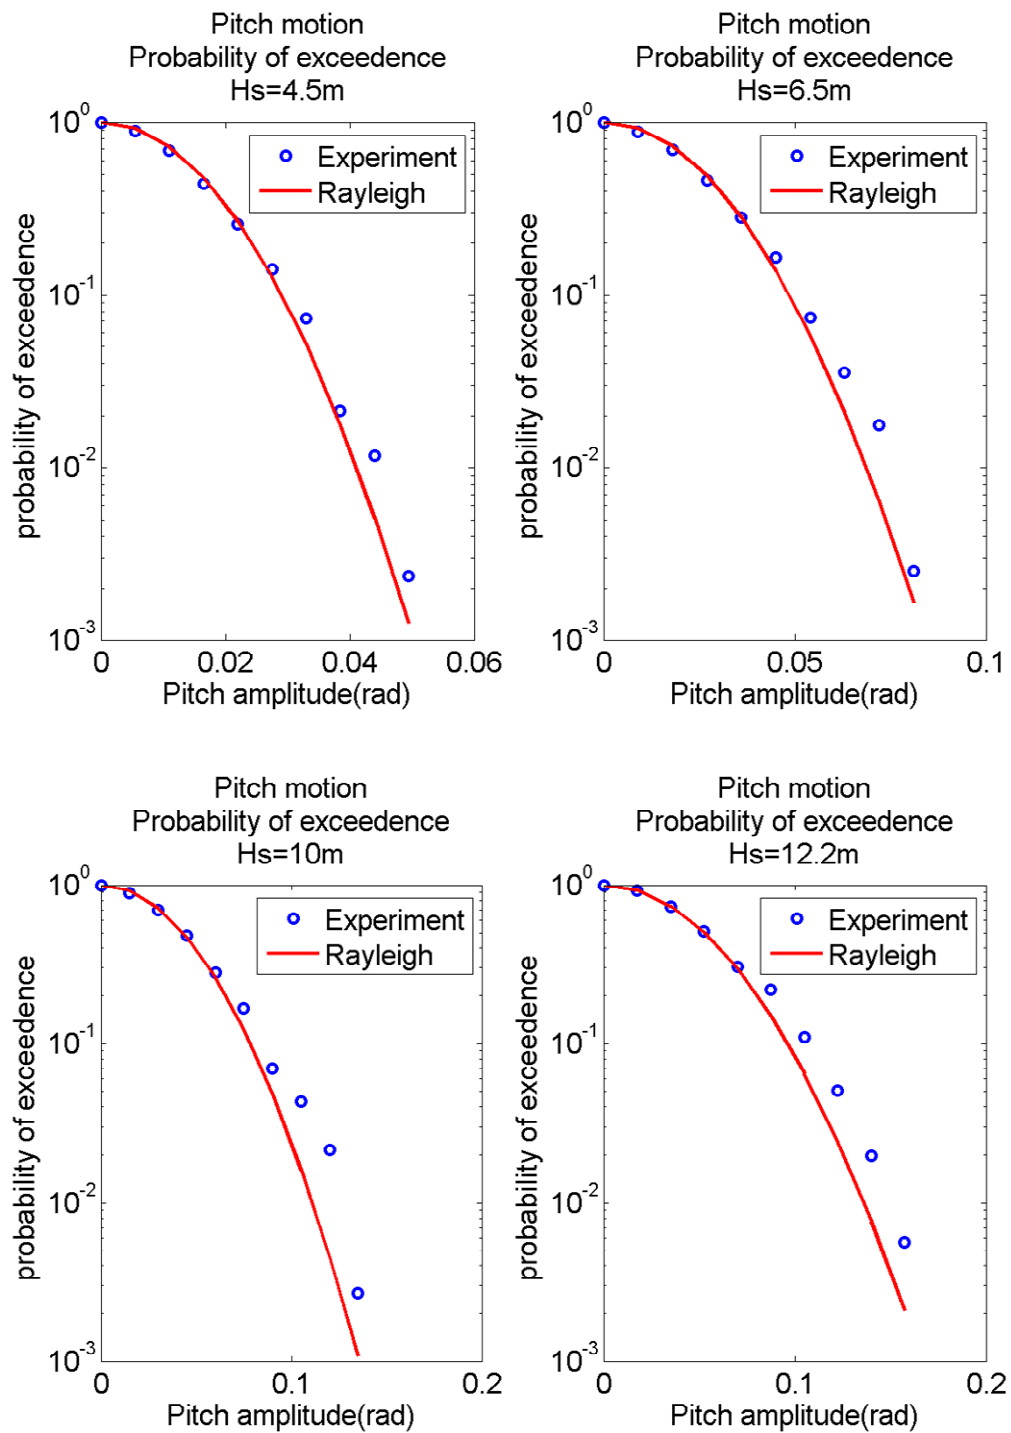 Pitch motion
Probability of exceedence
Hs=4.5m
10^0
10^-1
10^-2
10^-3
probability of exceedence
Experiment
Rayleigh
0 0.02 0.04 0.06
Pitch amplitude(rad)
Pitch motion
Probability of exceedence
Hs=6.5m
10^0
10^-1
10^-2
10^-3
probability of exceedence
Experiment
Rayleigh
0 0.05 0.1
Pitch amplitude(rad)
Pitch motion
Probability of exceedence
Hs=10m
10^0
10^-1
10^-2
10^-3
probability of exceedence
Experiment
Rayleigh
0 0.1 0.2
Pitch amplitude(rad)
Pitch motion
Probability of exceedence
Hs=12.2m
10^0
10^-1
10^-2
10^-3
probability of exceedence
Experiment
Rayleigh
0 0.1 0.2
Pitch amplitude(rad)